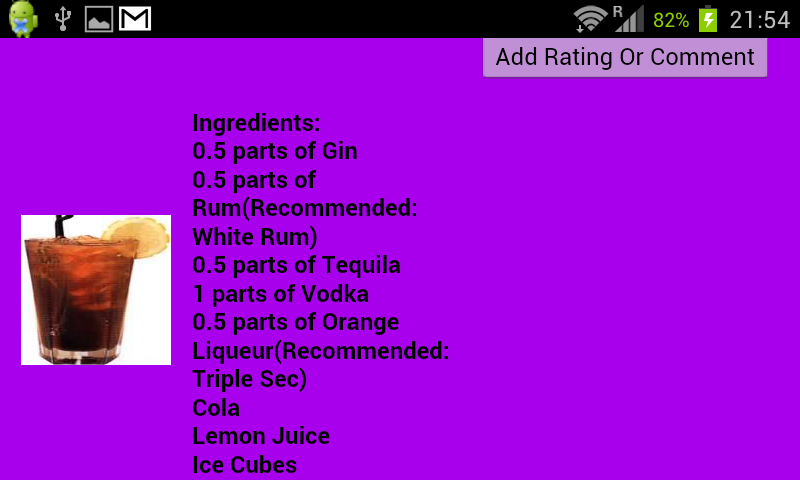 R 82% 21:54
Add Rating Or Comment
Ingredients:
0.5 parts of Gin
0.5 parts of
Rum(Recommended:
White Rum)
0.5 parts of Tequila
1 parts of Vodka
0.5 parts of Orange
Liqueur(Recommended:
Triple Sec)
Cola
Lemon Juice
Ice Cubes